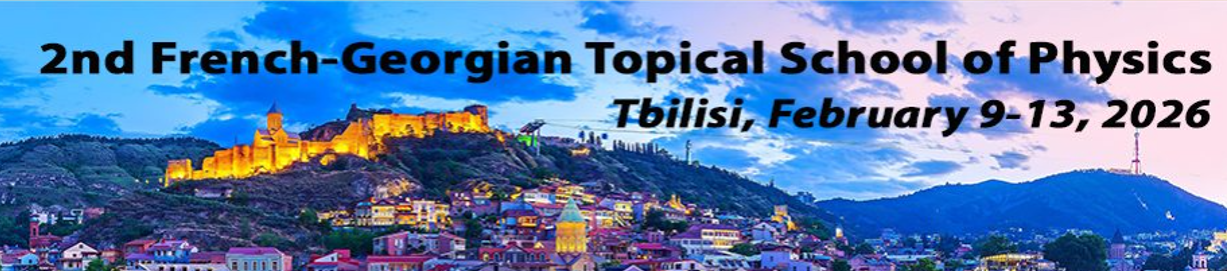 2nd French-Georgian Topical School of Physics
Tbilisi, February 9-13, 2026